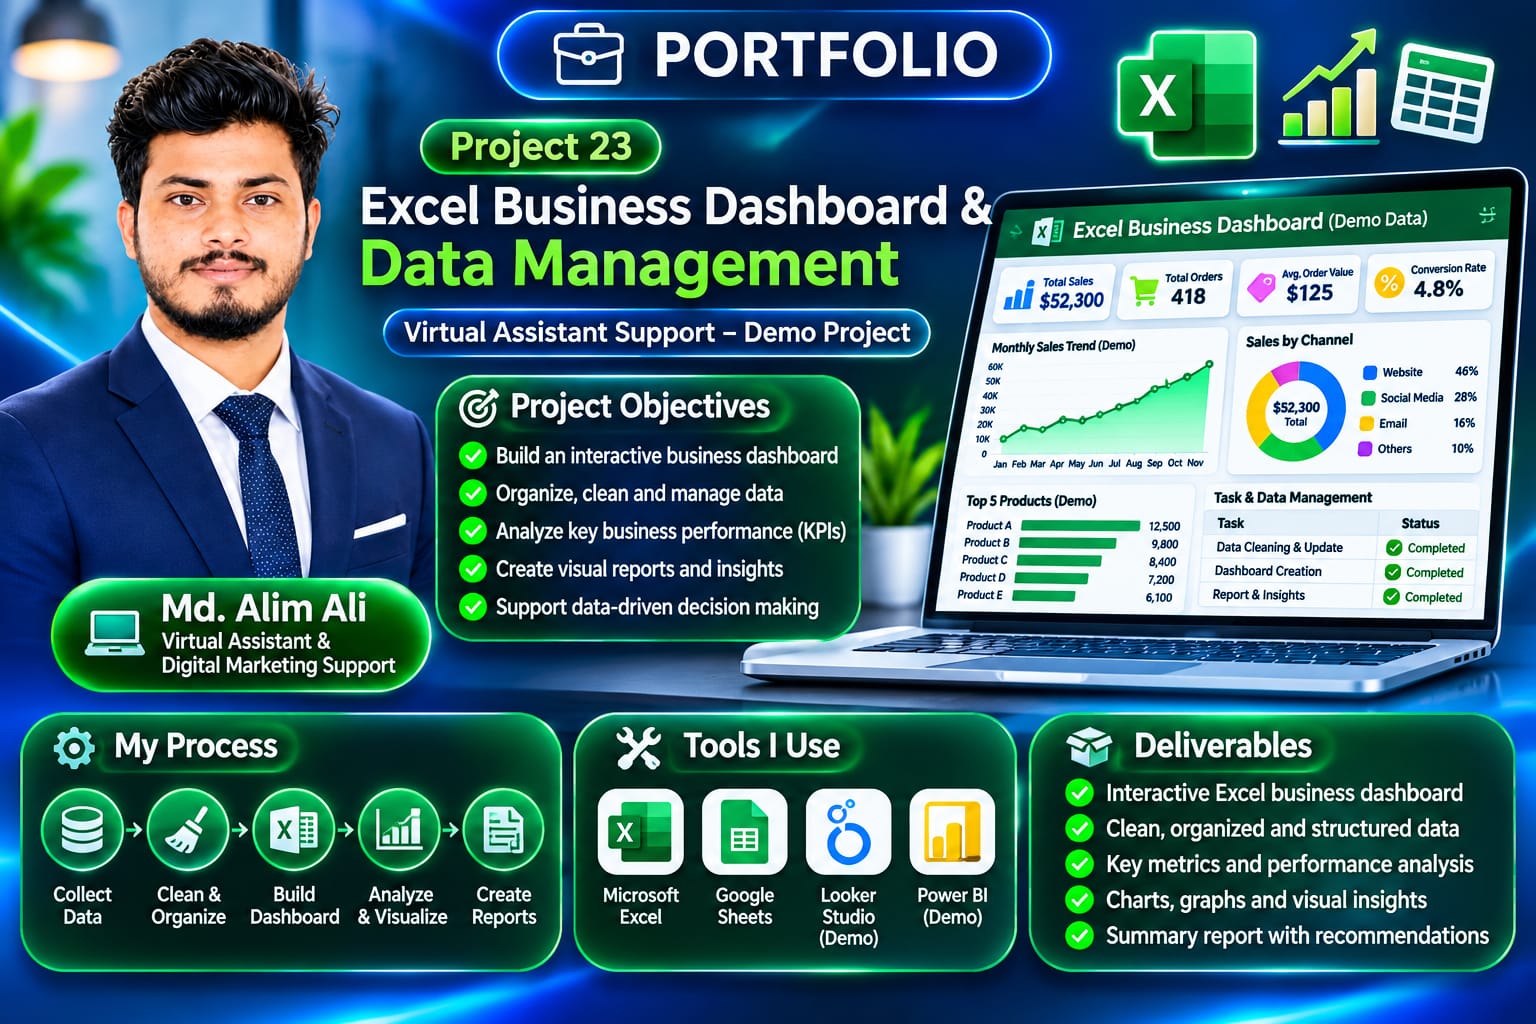 PORTFOLIO
Project 23
Excel Business Dashboard &
Data Management
Virtual Assistant Support – Demo Project
Project Objectives
Build an interactive business dashboard
Organize, clean and manage data
Analyze key business performance (KPIs)
Create visual reports and insights
Support data-driven decision making
Md. Alim Ali
Virtual Assistant &
Digital Marketing Support
X
X
Excel Business Dashboard (Demo Data)
Total Sales
$52,300
Total Orders
418
Avg. Order Value
$125
%
Conversion Rate
4.8%
Monthly Sales Trend (Demo)
60K
50K
40K
30K
20K
10K
0
Jan Feb Mar Apr May Jun Jul Aug Sep Oct Nov
Sales by Channel
$52,300
Total
Website 46%
Social Media 28%
Email 16%
Others 10%
Top 5 Products (Demo)
Product A 12,500
Product B 9,800
Product C 8,400
Product D 7,200
Product E 6,100
Task & Data Management
Task Status
Data Cleaning & Update Completed
Dashboard Creation Completed
Report & Insights Completed
My Process
Collect
Data
Clean &
Organize
X
Build
Dashboard
Analyze
& Visualize
Create
Reports
Tools I Use
X
Microsoft
Excel
Google
Sheets
Looker
Studio
(Demo)
Power BI
(Demo)
Deliverables
Interactive Excel business dashboard
Clean, organized and structured data
Key metrics and performance analysis
Charts, graphs and visual insights
Summary report with recommendations